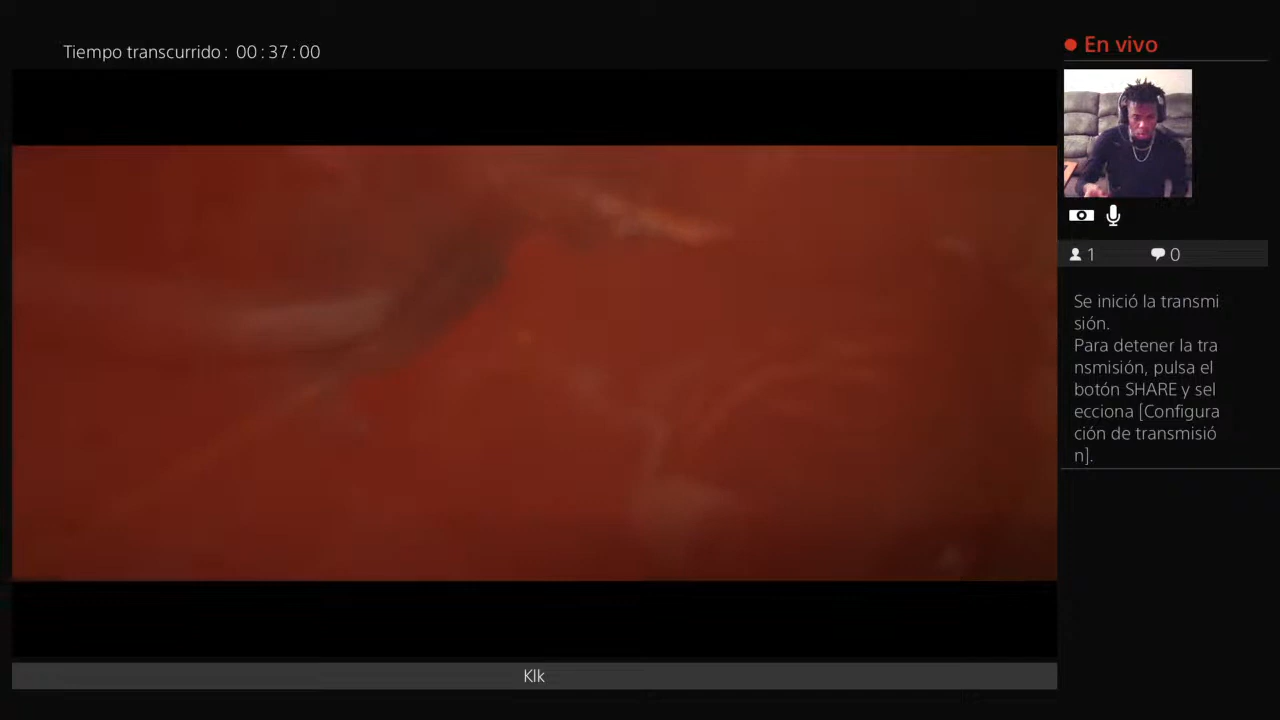 Tiempo transcurrido: 00:37:00
En vivo
1 0
Se inició la transmi
sión.
Para detener la tra
nsmisión, pulsa el
botón SHARE y sel
ecciona [Configura
ción de transmisió
n].
Klk